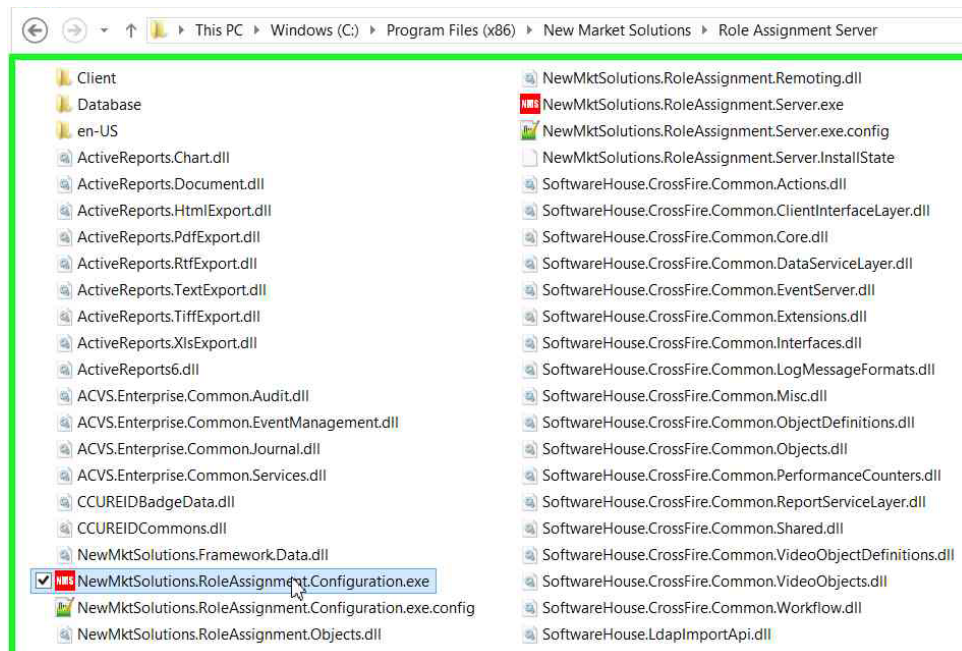 This PC Windows (C:) Program Files (x86) New Market Solutions Role Assignment Server
Client
Database
en-US
ActiveReports.Chart.dll
ActiveReports.Document.dll
ActiveReports.HtmlExport.dll
ActiveReports.PdfExport.dll
ActiveReports.RtfExport.dll
ActiveReports.TextExport.dll
ActiveReports.TiffExport.dll
ActiveReports.XlsExport.dll
ActiveReports6.dll
ACVS.Enterprise.Common.Audit.dll
ACVS.Enterprise.Common.EventManagement.dll
ACVS.Enterprise.Common.Journal.dll
ACVS.Enterprise.Common.Services.dll
CCUREIDBadgeData.dll
CCUREIDCommons.dll
NewMktSolutions.Framework.Data.dll
NMS NewMktSolutions.RoleAssignment.Configuration.exe
NewMktSolutions.RoleAssignment.Configuration.exe.config
NewMktSolutions.RoleAssignment.Objects.dll
NewMktSolutions.RoleAssignment.Remoting.dll
NMS NewMktSolutions.RoleAssignment.Server.exe
NewMktSolutions.RoleAssignment.Server.exe.config
NewMktSolutions.RoleAssignment.Server.InstallState
SoftwareHouse.CrossFire.Common.Actions.dll
SoftwareHouse.CrossFire.Common.ClientInterfaceLayer.dll
SoftwareHouse.CrossFire.Common.Core.dll
SoftwareHouse.CrossFire.Common.DataServiceLayer.dll
SoftwareHouse.CrossFire.Common.EventServer.dll
SoftwareHouse.CrossFire.Common.Extensions.dll
SoftwareHouse.CrossFire.Common.Interfaces.dll
SoftwareHouse.CrossFire.Common.LogMessageFormats.dll
SoftwareHouse.CrossFire.Common.Misc.dll
SoftwareHouse.CrossFire.Common.ObjectDefinitions.dll
SoftwareHouse.CrossFire.Common.Objects.dll
SoftwareHouse.CrossFire.Common.PerformanceCounters.dll
SoftwareHouse.CrossFire.Common.ReportServiceLayer.dll
SoftwareHouse.CrossFire.Common.Shared.dll
SoftwareHouse.CrossFire.Common.VideoObjectDefinitions.dll
SoftwareHouse.CrossFire.Common.VideoObjects.dll
SoftwareHouse.CrossFire.Common.Workflow.dll
SoftwareHouse.LdapImportApi.dll